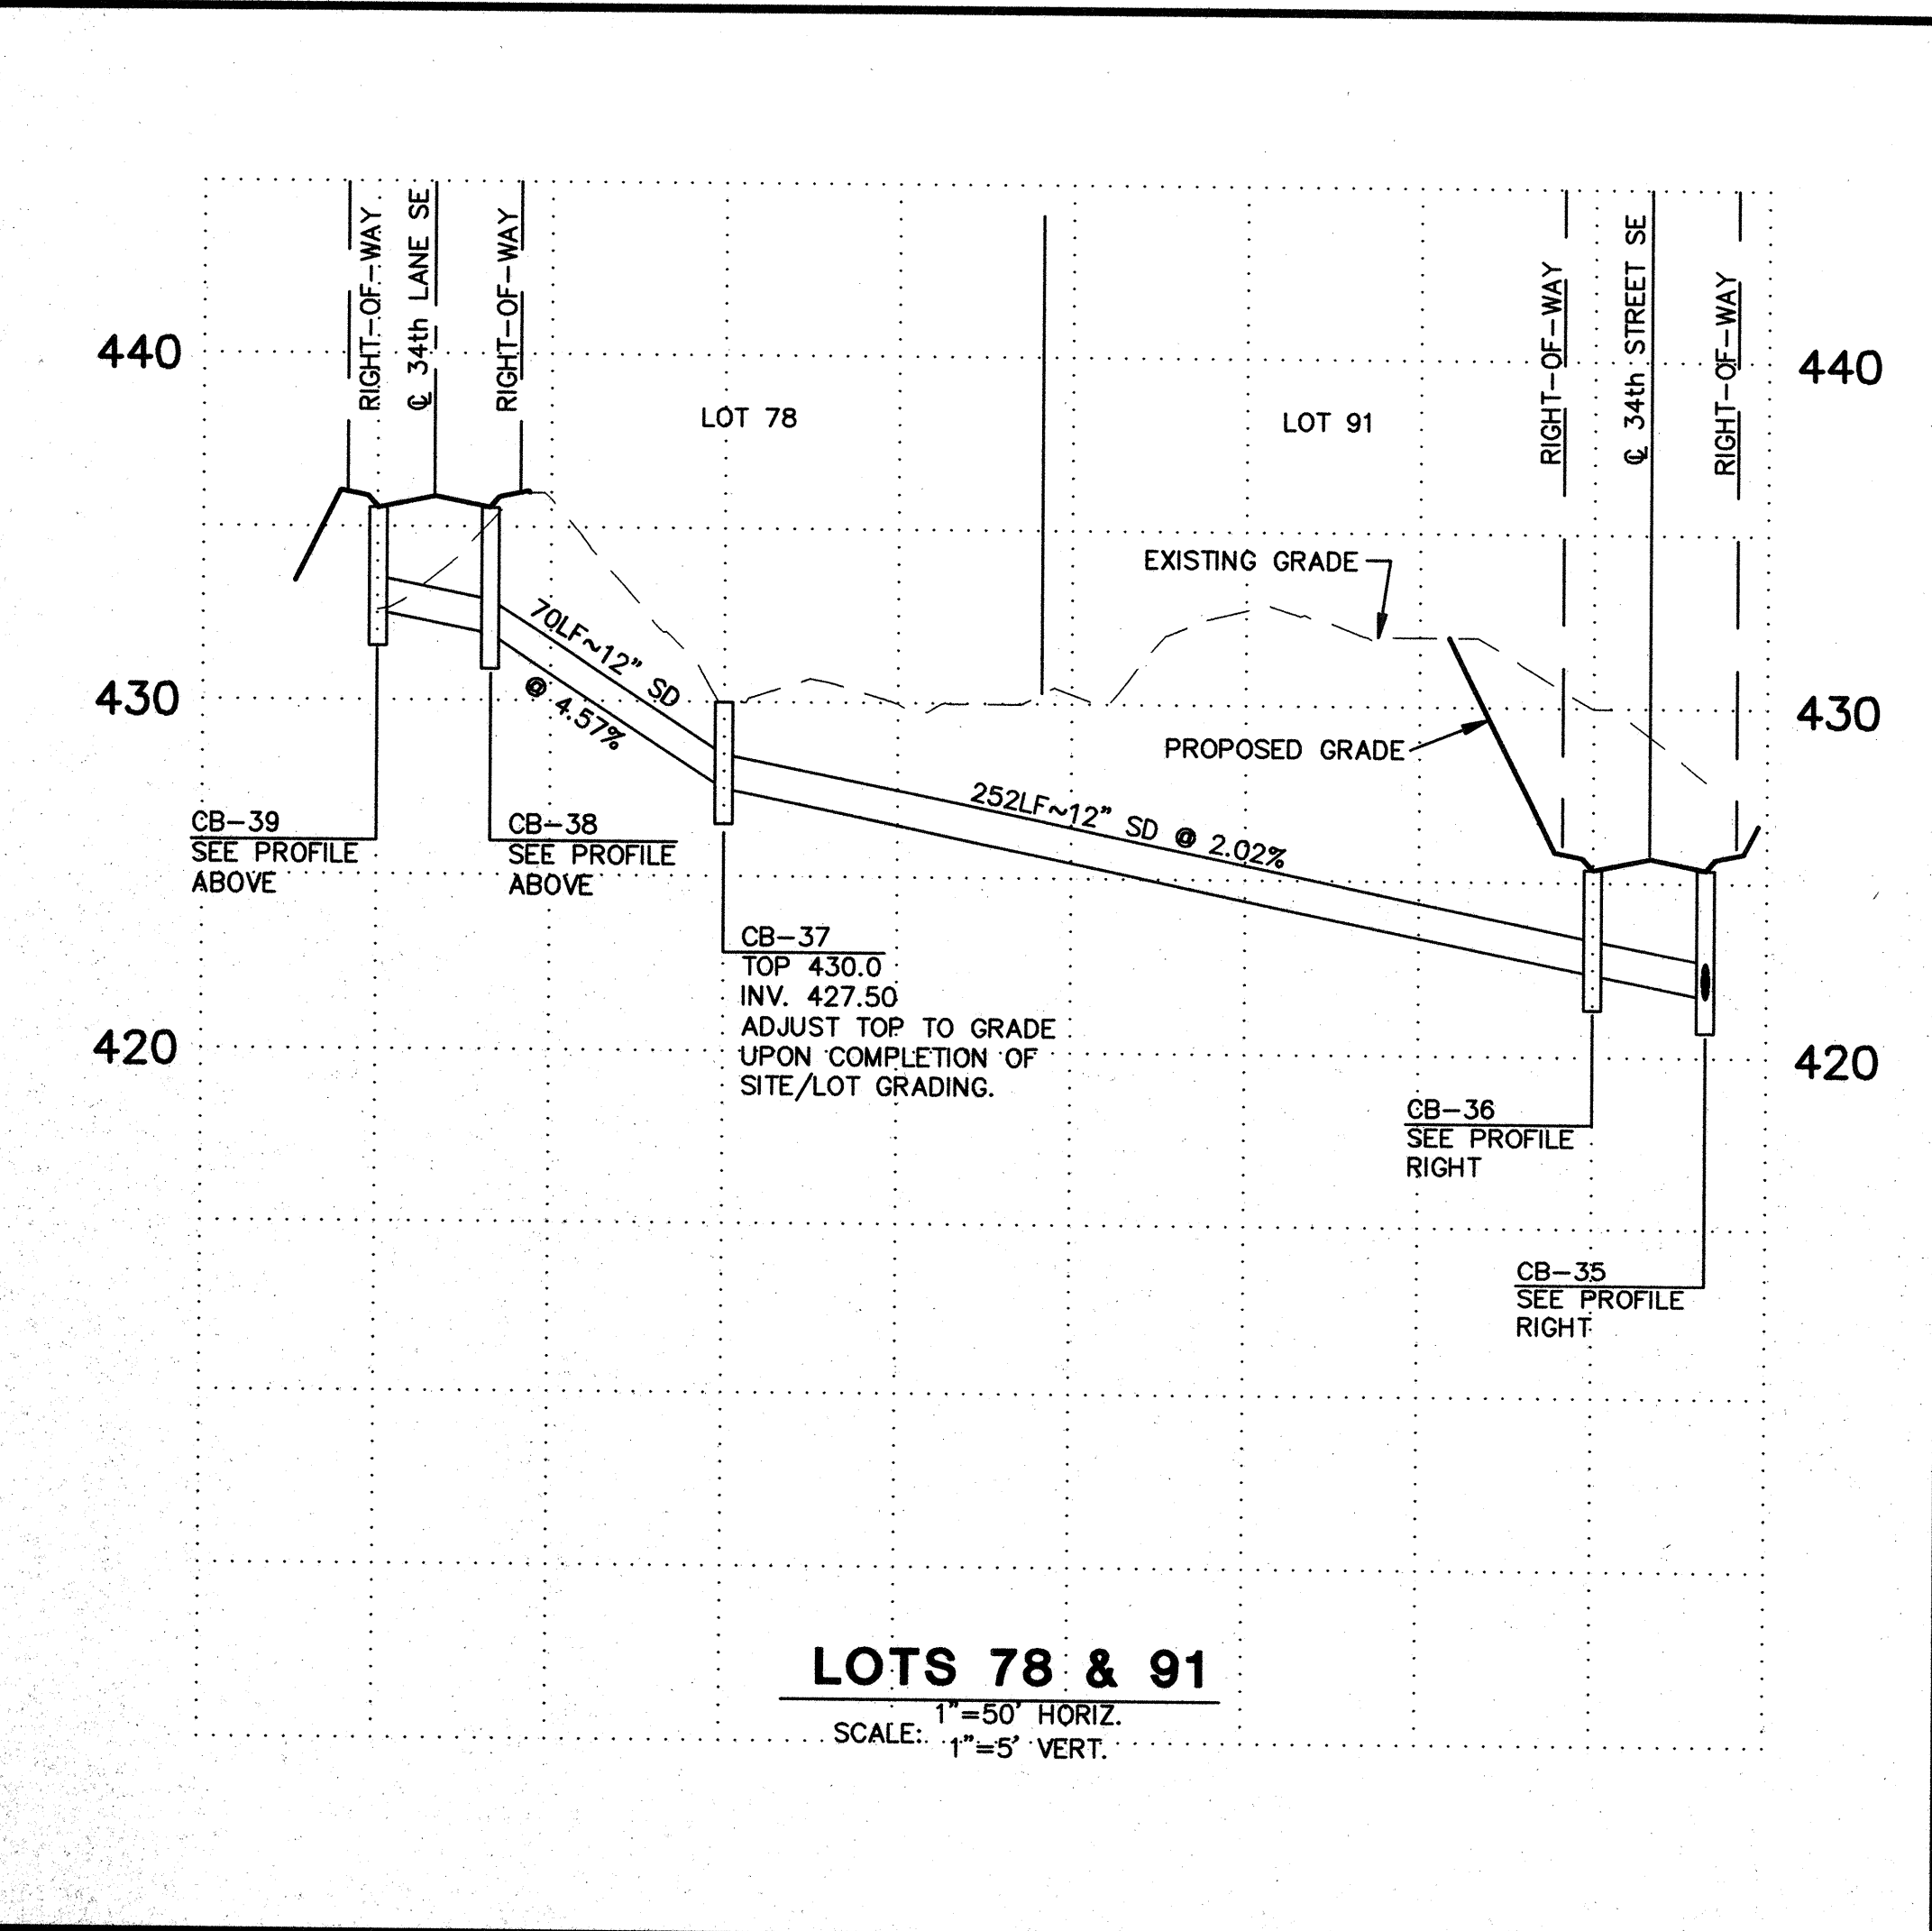 RIGHT-OF-WAY
℄ 34th LANE SE
RIGHT-OF-WAY
RIGHT-OF-WAY
℄ 34th STREET SE
RIGHT-OF-WAY
440
440
LOT 78
LOT 91
EXISTING GRADE
70LF~12" SD
@ 4.57%
430
430
PROPOSED GRADE
252LF~12" SD @ 2.02%
CB-39
SEE PROFILE
ABOVE
CB-38
SEE PROFILE
ABOVE
CB-37
TOP 430.0
INV. 427.50
ADJUST TOP TO GRADE
UPON COMPLETION OF
SITE/LOT GRADING.
420
420
CB-36
SEE PROFILE
RIGHT
CB-35
SEE PROFILE
RIGHT
LOTS 78 & 91
SCALE: 1"=50' HORIZ.
1"=5' VERT.